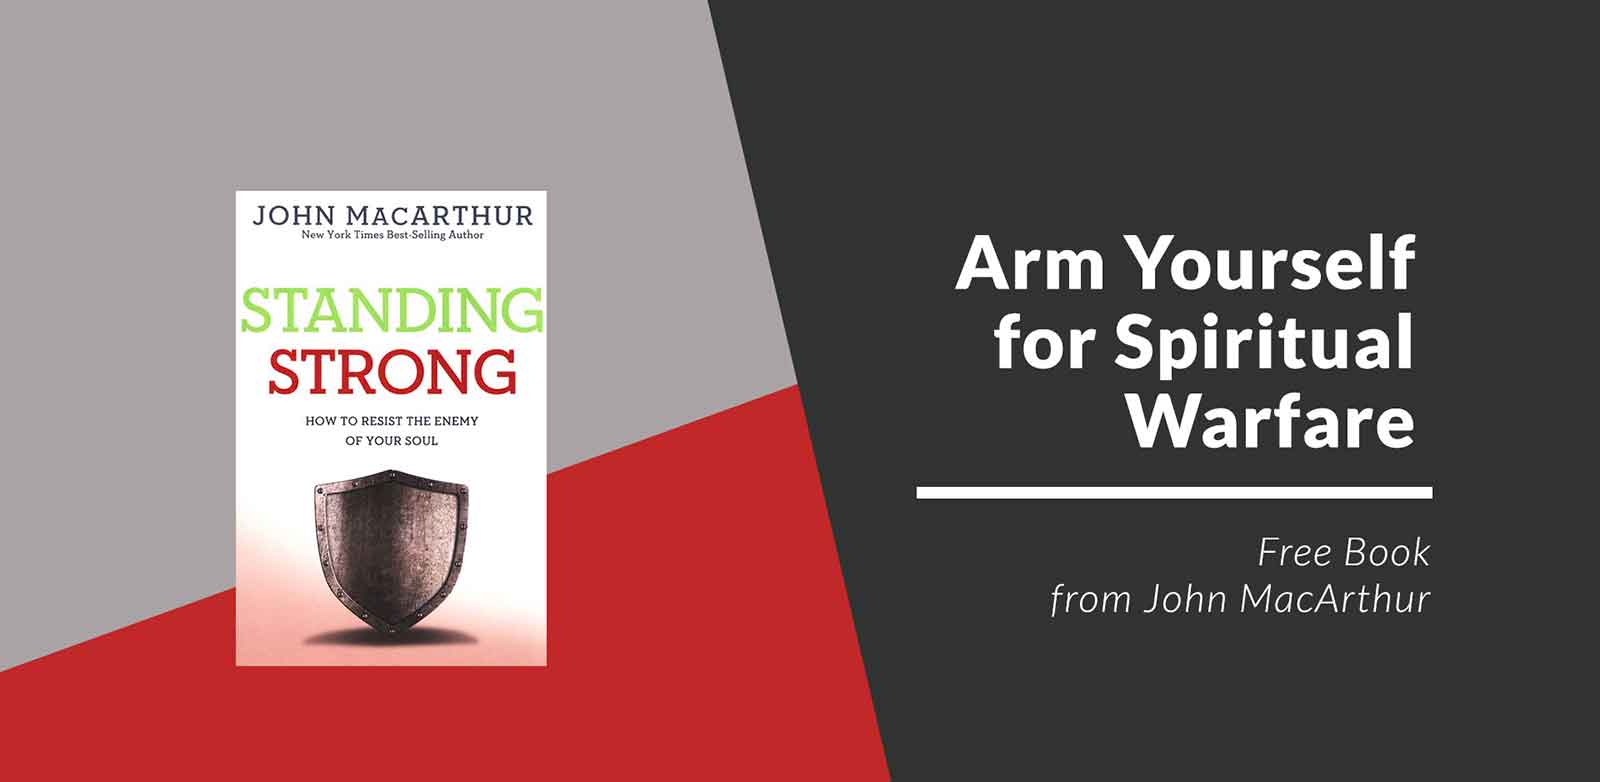 JOHN MACARTHUR
New York Times Best-Selling Author
STANDING
STRONG
HOW TO RESIST THE ENEMY
OF YOUR SOUL
Arm Yourself
for Spiritual
Warfare
Free Book
from John MacArthur